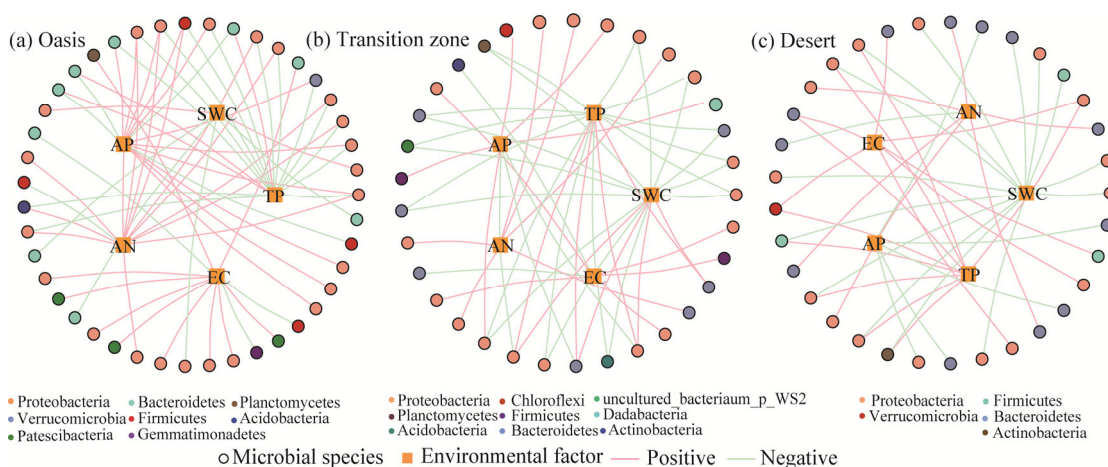 (a) Oasis
(b) Transition zone
(c) Desert
SWC
AP
TP
AN
EC
TP
AP
SWC
AN
EC
AN
EC
SWC
AP
TP
Proteobacteria Bacteroidetes Planctomycetes
Verrucomicrobia Firmicutes Acidobacteria
Patescibacteria Gemmatimonadetes
Proteobacteria Chloroflexi uncultured_bacteriaum_p_WS2
Planctomycetes Firmicutes Dadabacteria
Acidobacteria Bacteroidetes Actinobacteria
Proteobacteria Firmicutes
Verrucomicrobia Bacteroidetes
Actinobacteria
Microbial species Environmental factor Positive Negative